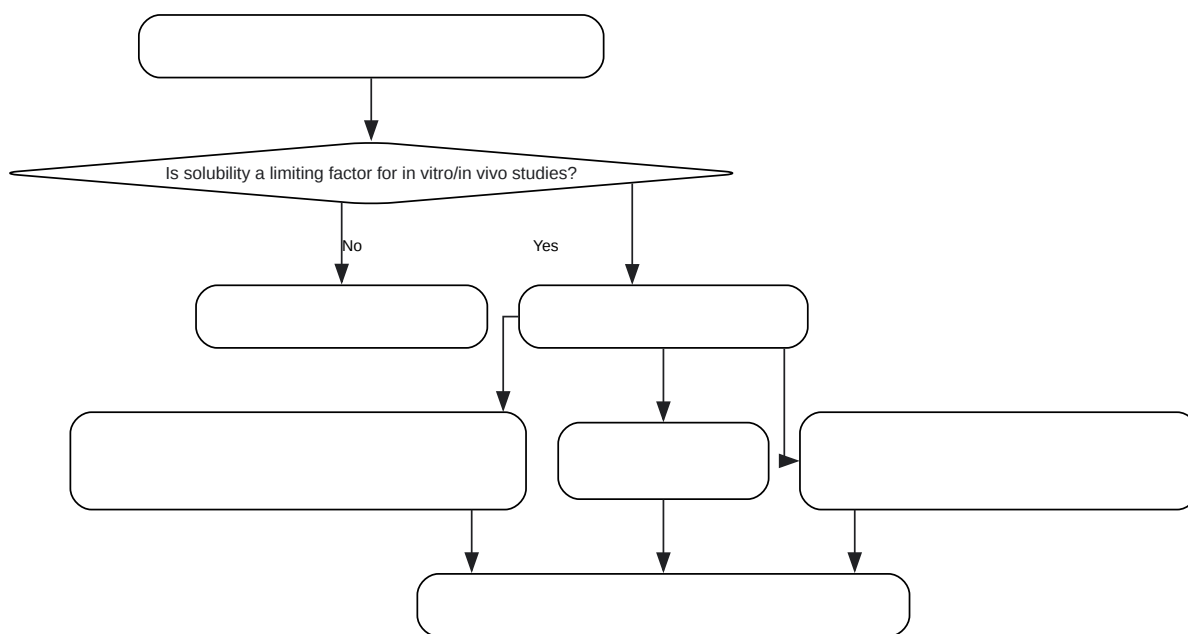 Is solubility a limiting factor for in vitro/in vivo studies?
No
Yes